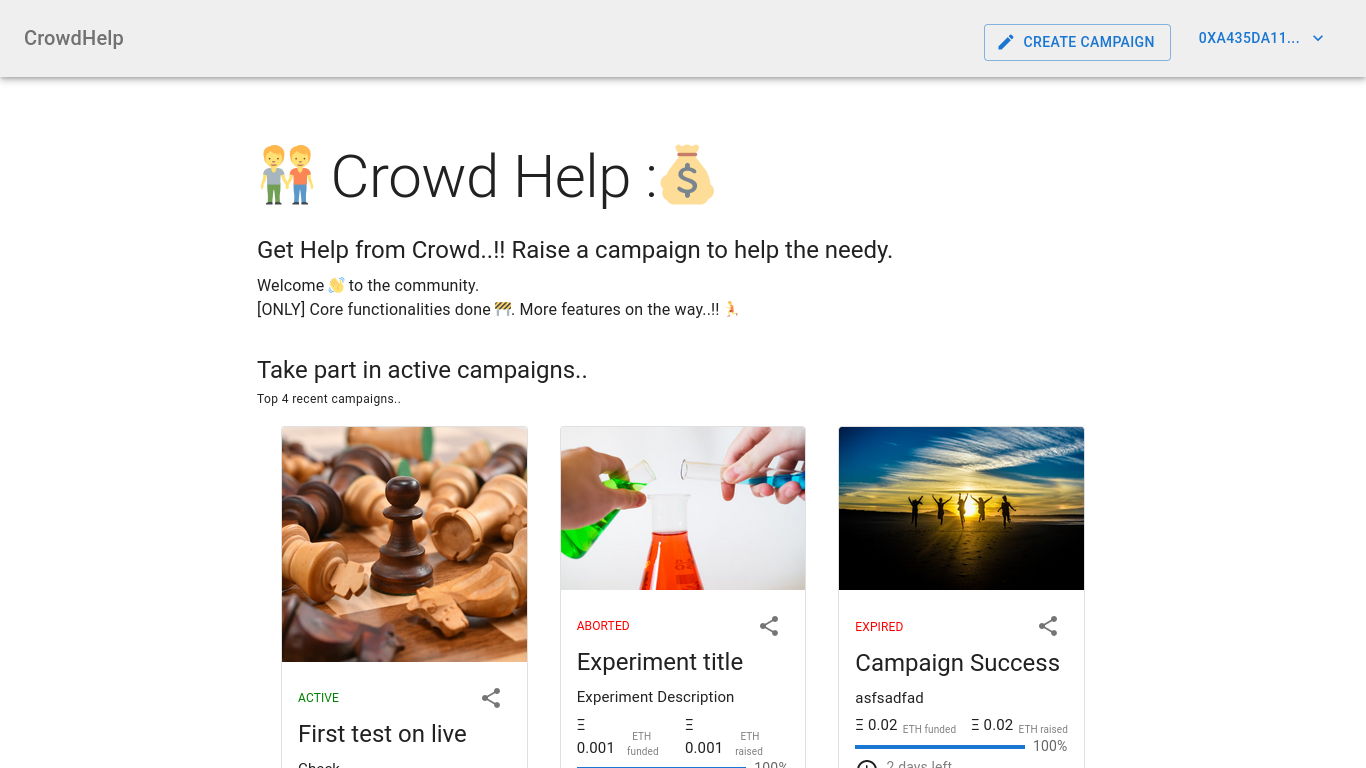 CrowdHelp
CREATE CAMPAIGN
0XA435DA11...
Crowd Help :
Get Help from Crowd..!! Raise a campaign to help the needy.
Welcome 👋 to the community.
[ONLY] Core functionalities done 🚧. More features on the way..!! 🏃
Take part in active campaigns..
Top 4 recent campaigns..
ACTIVE
First test on live
Check
ABORTED
Experiment title
Experiment Description
Ξ 0.001 ETH funded
Ξ 0.001 ETH raised
100%
EXPIRED
Campaign Success
asfsadfad
Ξ 0.02 ETH funded Ξ 0.02 ETH raised
100%
2 days left